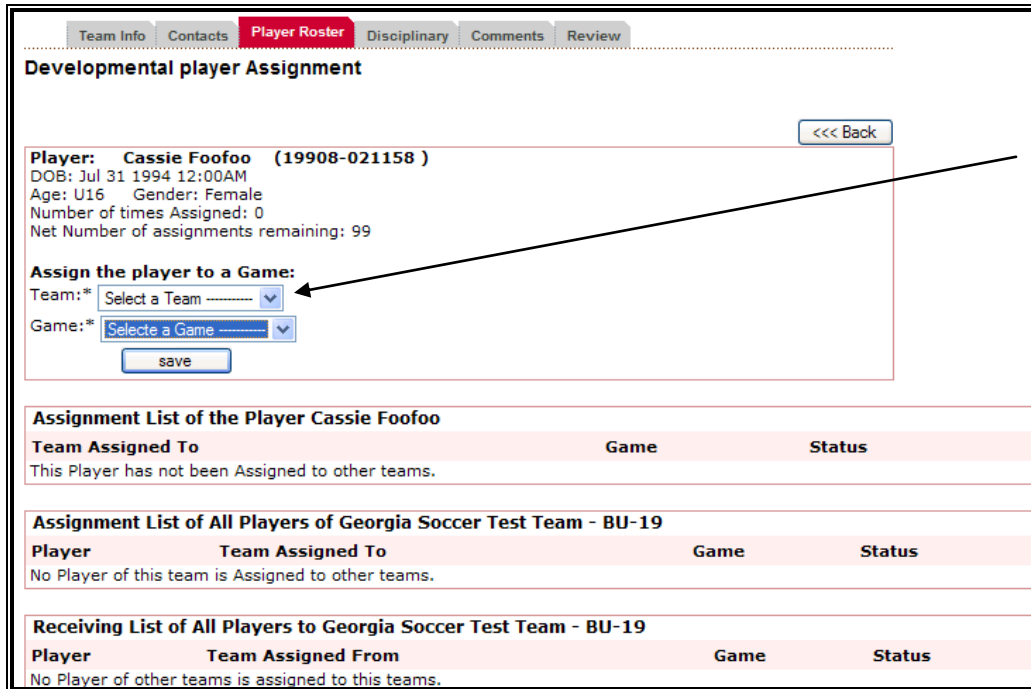 Team Info Contacts Player Roster Disciplinary Comments Review
Developmental player Assignment
<<< Back
Player: Cassie Foofoo (19908-021158 )
DOB: Jul 31 1994 12:00AM
Age: U16 Gender: Female
Number of times Assigned: 0
Net Number of assignments remaining: 99
Assign the player to a Game:
Team:* Select a Team -----------
Game:* Selecte a Game -----------
save
Assignment List of the Player Cassie Foofoo
Team Assigned To Game Status
This Player has not been Assigned to other teams.
Assignment List of All Players of Georgia Soccer Test Team - BU-19
Player Team Assigned To Game Status
No Player of this team is Assigned to other teams.
Receiving List of All Players to Georgia Soccer Test Team - BU-19
Player Team Assigned From Game Status
No Player of other teams is assigned to this teams.